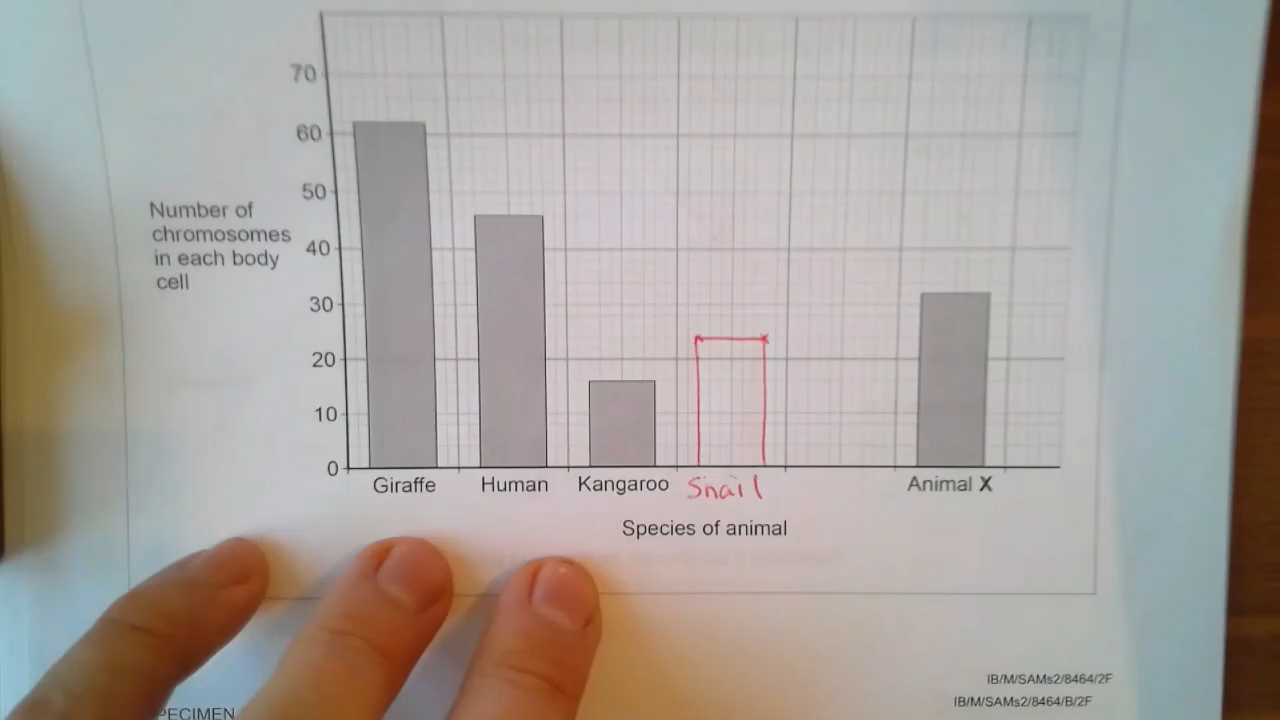 70
60
50
40
30
20
10
0
Number of
chromosomes
in each body
cell
Giraffe Human Kangaroo Snail Animal X
Species of animal
IB/M/SAMs2/8464/2F
IB/M/SAMs2/8464/B/2F
PECIMEN